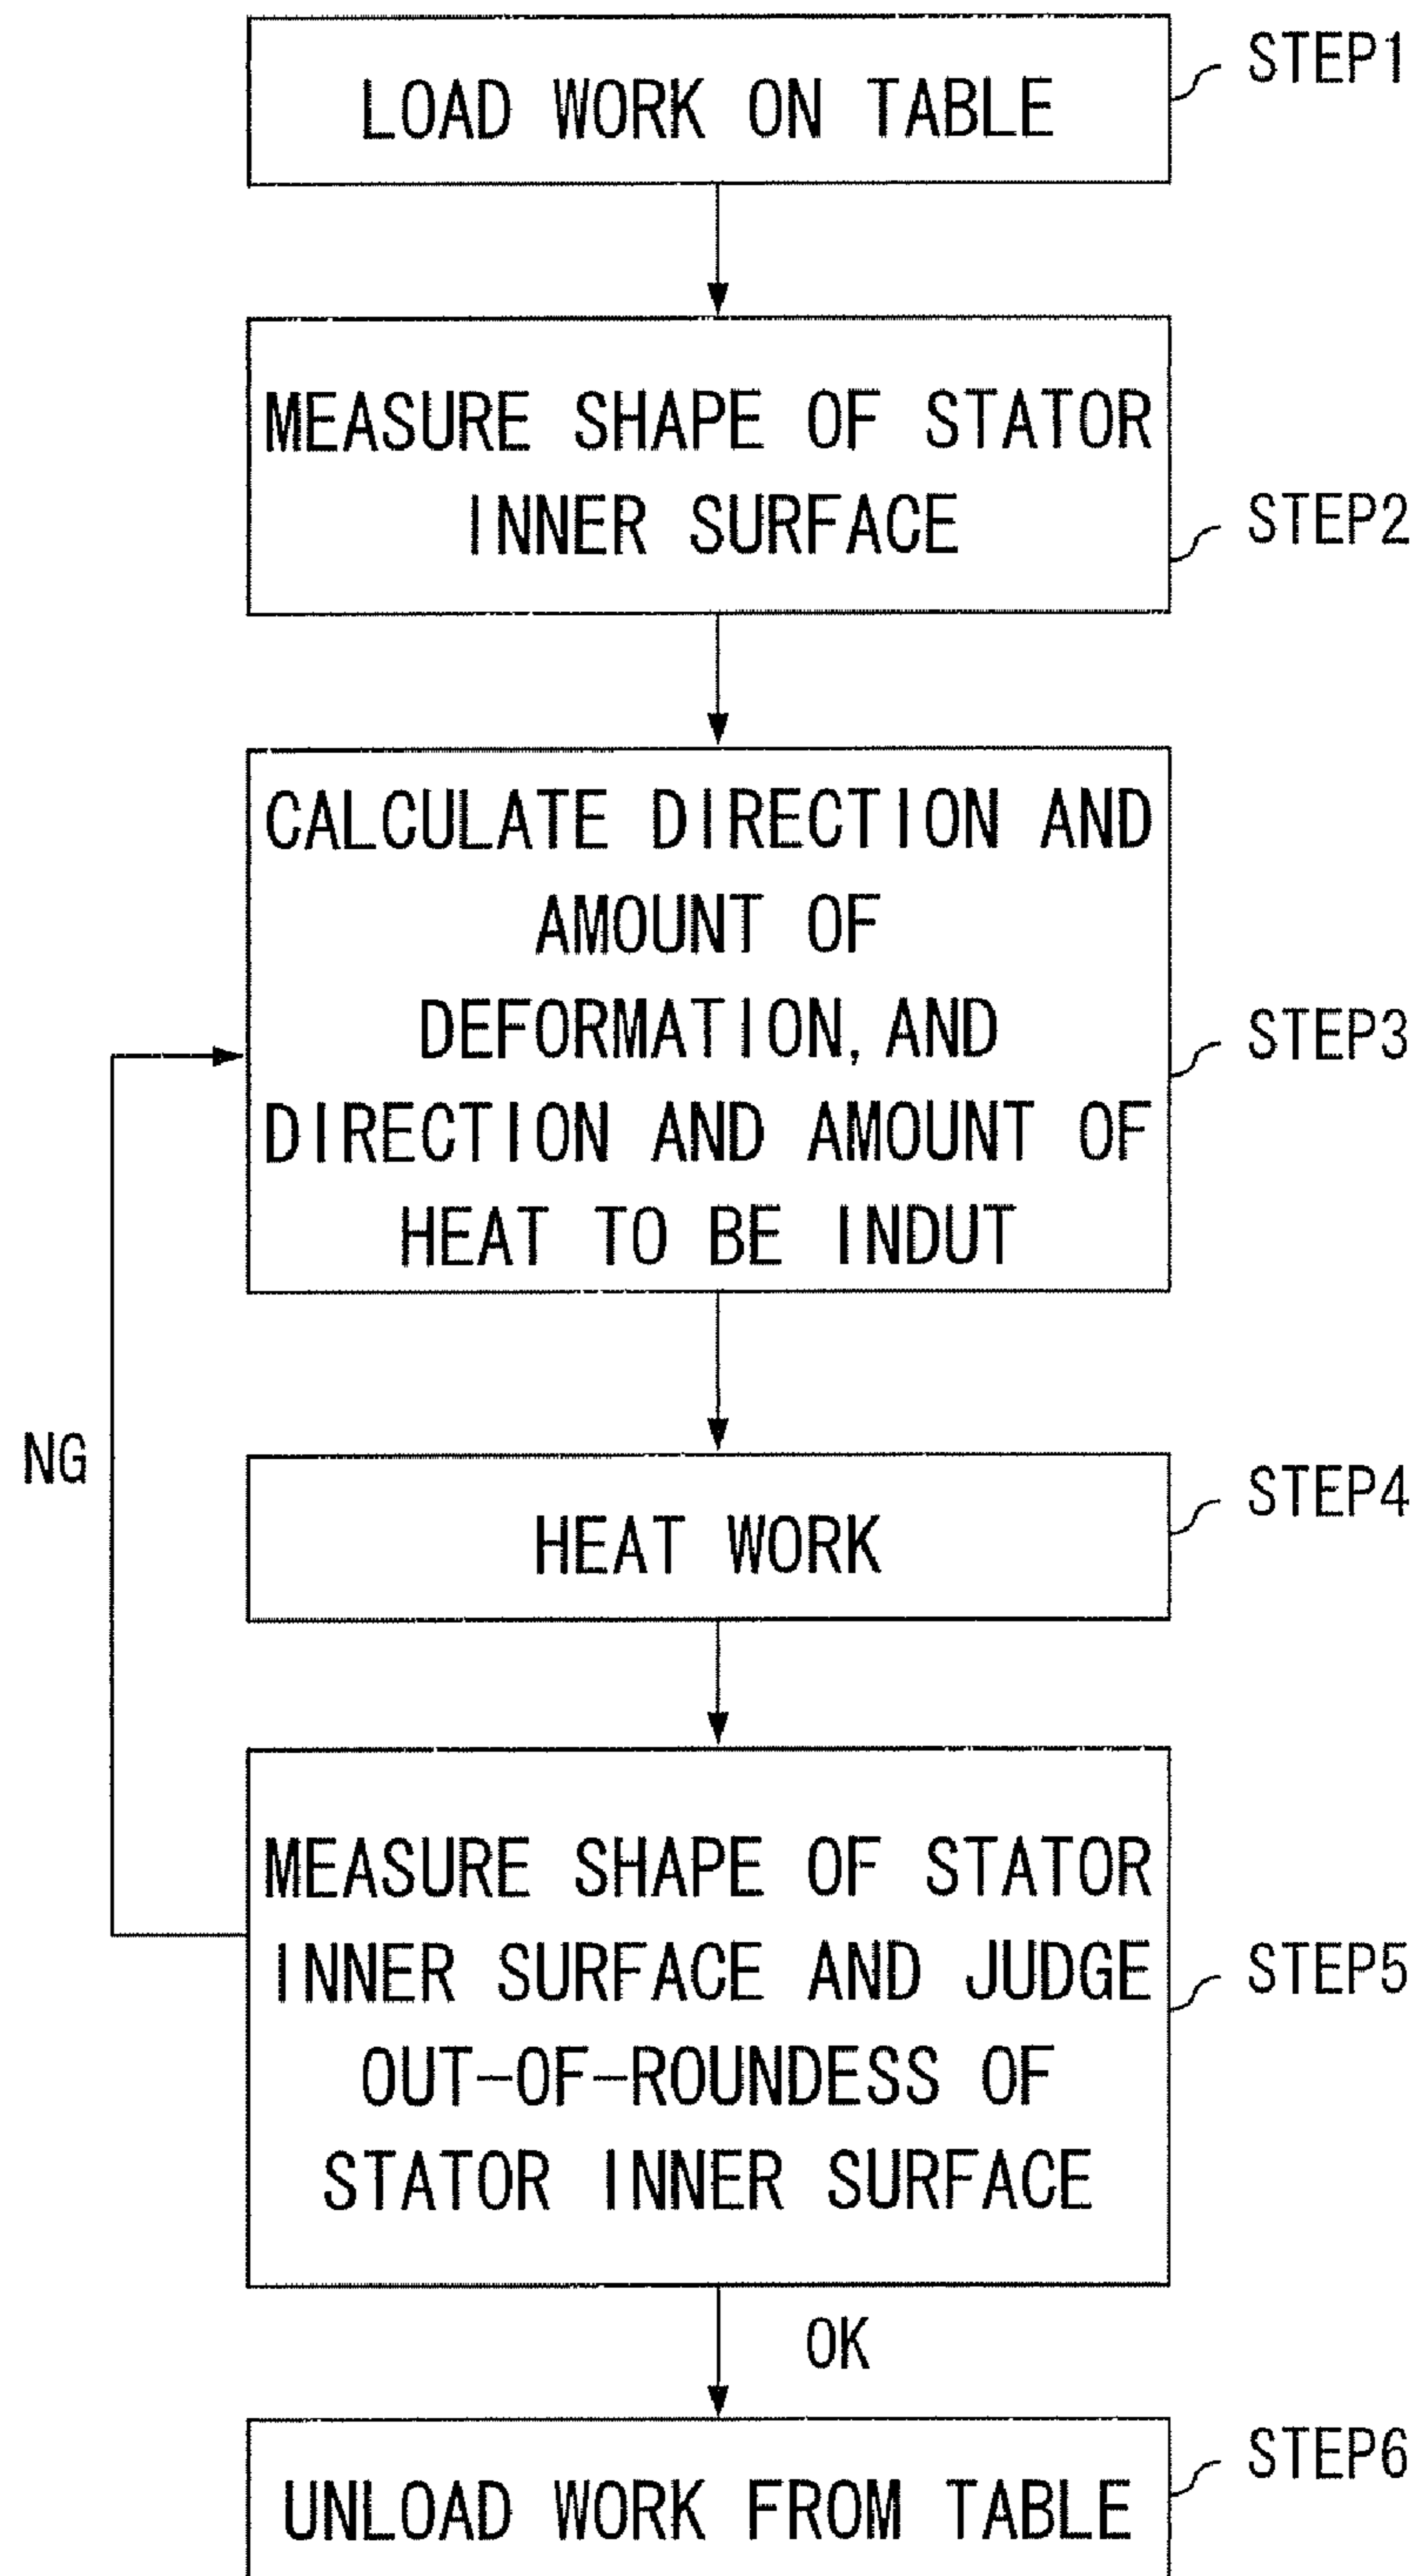 LOAD WORK ON TABLE
STEP1
MEASURE SHAPE OF STATOR
INNER SURFACE
STEP2
CALCULATE DIRECTION AND
AMOUNT OF
DEFORMATION, AND
DIRECTION AND AMOUNT OF
HEAT TO BE INDUT
STEP3
NG
HEAT WORK
STEP4
MEASURE SHAPE OF STATOR
INNER SURFACE AND JUDGE
OUT-OF-ROUNDESS OF
STATOR INNER SURFACE
STEP5
OK
UNLOAD WORK FROM TABLE
STEP6